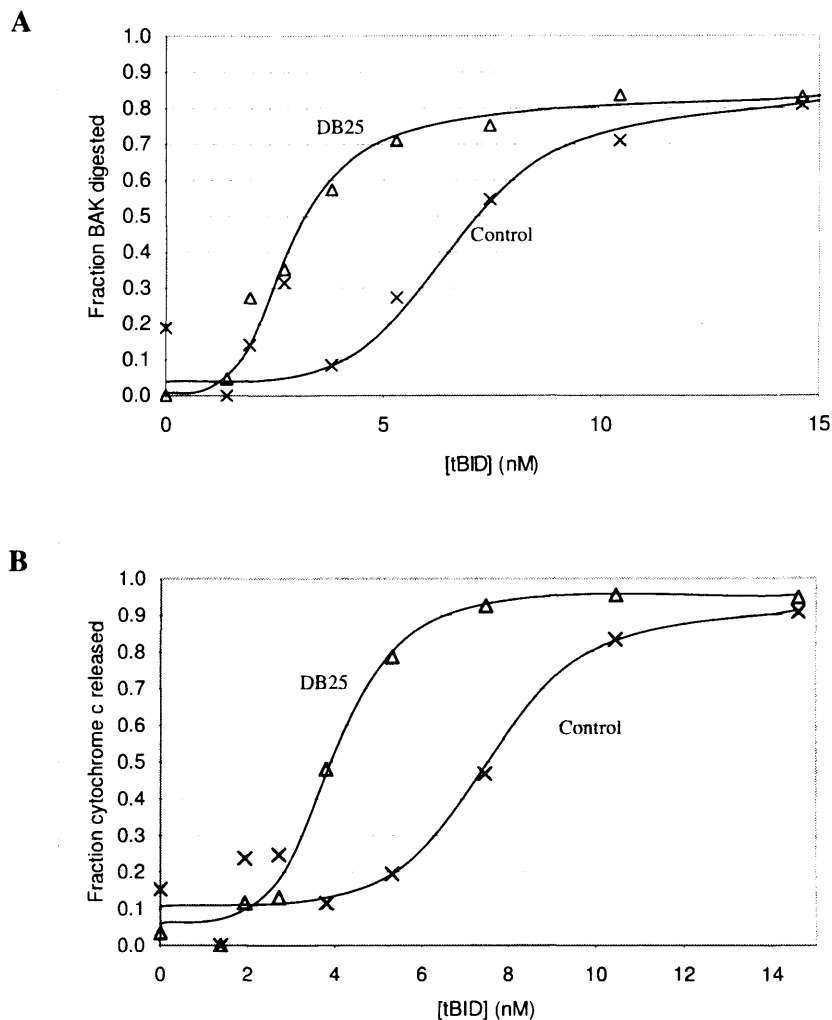 A
Fraction BAK digested
1.0
0.9
0.8
0.7
0.6
0.5
0.4
0.3
0.2
0.1
0.0
DB25
Control
0 5 10 15
[tBID] (nM)
B
Fraction cytochrome c released
1.0
0.9
0.8
0.7
0.6
0.5
0.4
0.3
0.2
0.1
0.0
DB25
Control
0 2 4 6 8 10 12 14
[tBID] (nM)